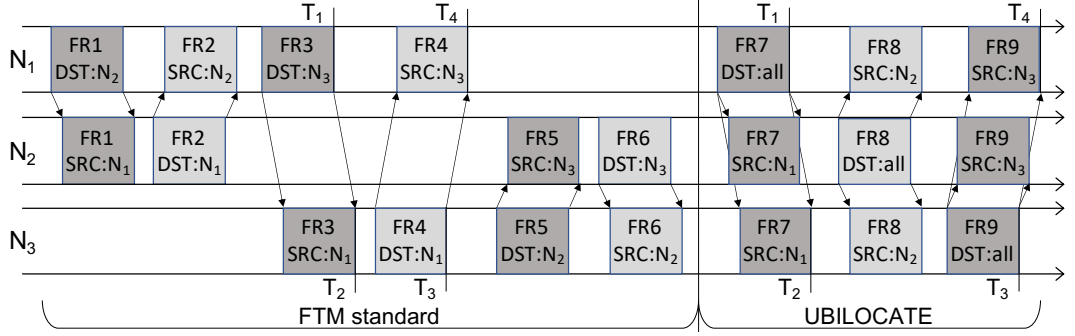 T1 T4 T1 T4
N1 FR1 FR2 FR3 FR4 FR7 FR8 FR9
DST:N2 SRC:N2 DST:N3 SRC:N3 DST:all SRC:N2 SRC:N3
N2 FR1 FR2 FR5 FR6 FR7 FR8 FR9
SRC:N1 DST:N1 SRC:N3 DST:N3 SRC:N1 DST:all SRC:N3
N3 FR3 FR4 FR5 FR6 FR7 FR8 FR9
SRC:N1 DST:N1 DST:N2 SRC:N2 SRC:N1 SRC:N2 DST:all
T2 T3 T2 T3
FTM standard UBILOCATE